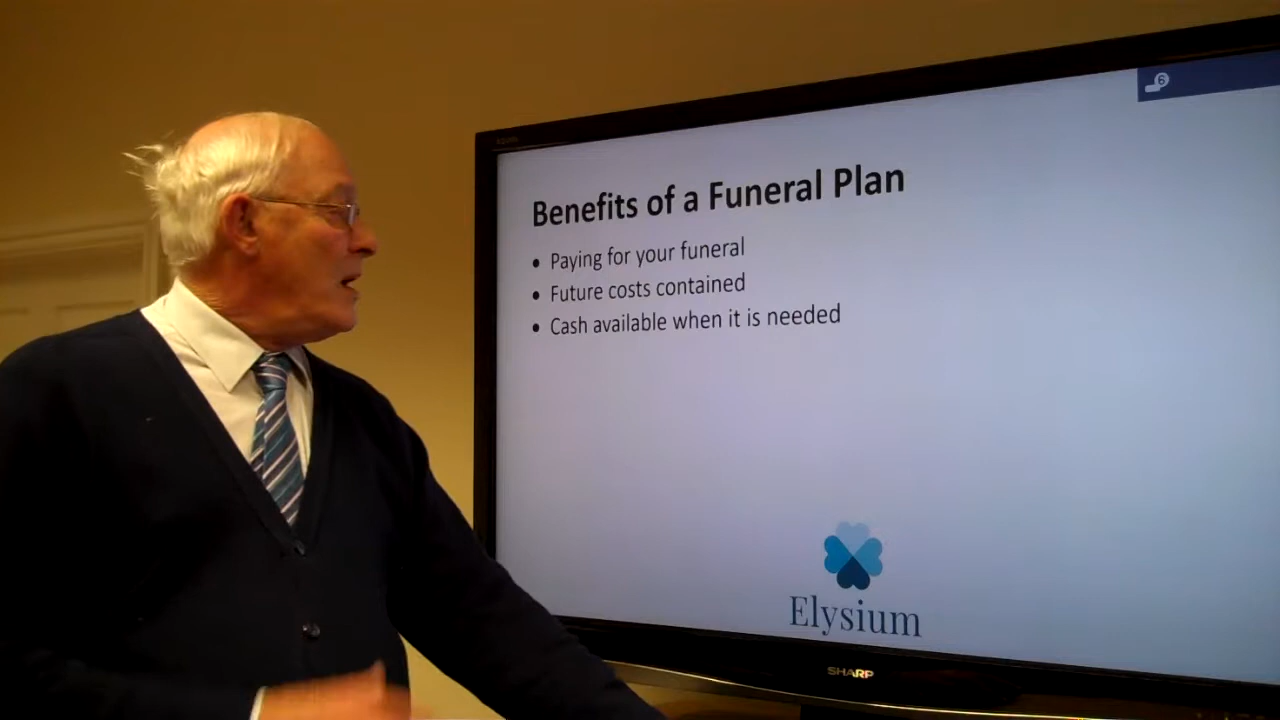 6
Benefits of a Funeral Plan
• Paying for your funeral
• Future costs contained
• Cash available when it is needed
Elysium
SHARP